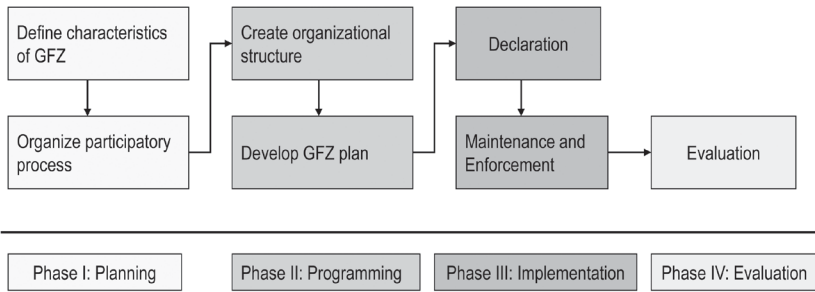 Define characteristics
of GFZ
Organize participatory
process
Create organizational
structure
Develop GFZ plan
Declaration
Maintenance and
Enforcement
Evaluation
Phase I: Planning
Phase II: Programming
Phase III: Implementation
Phase IV: Evaluation